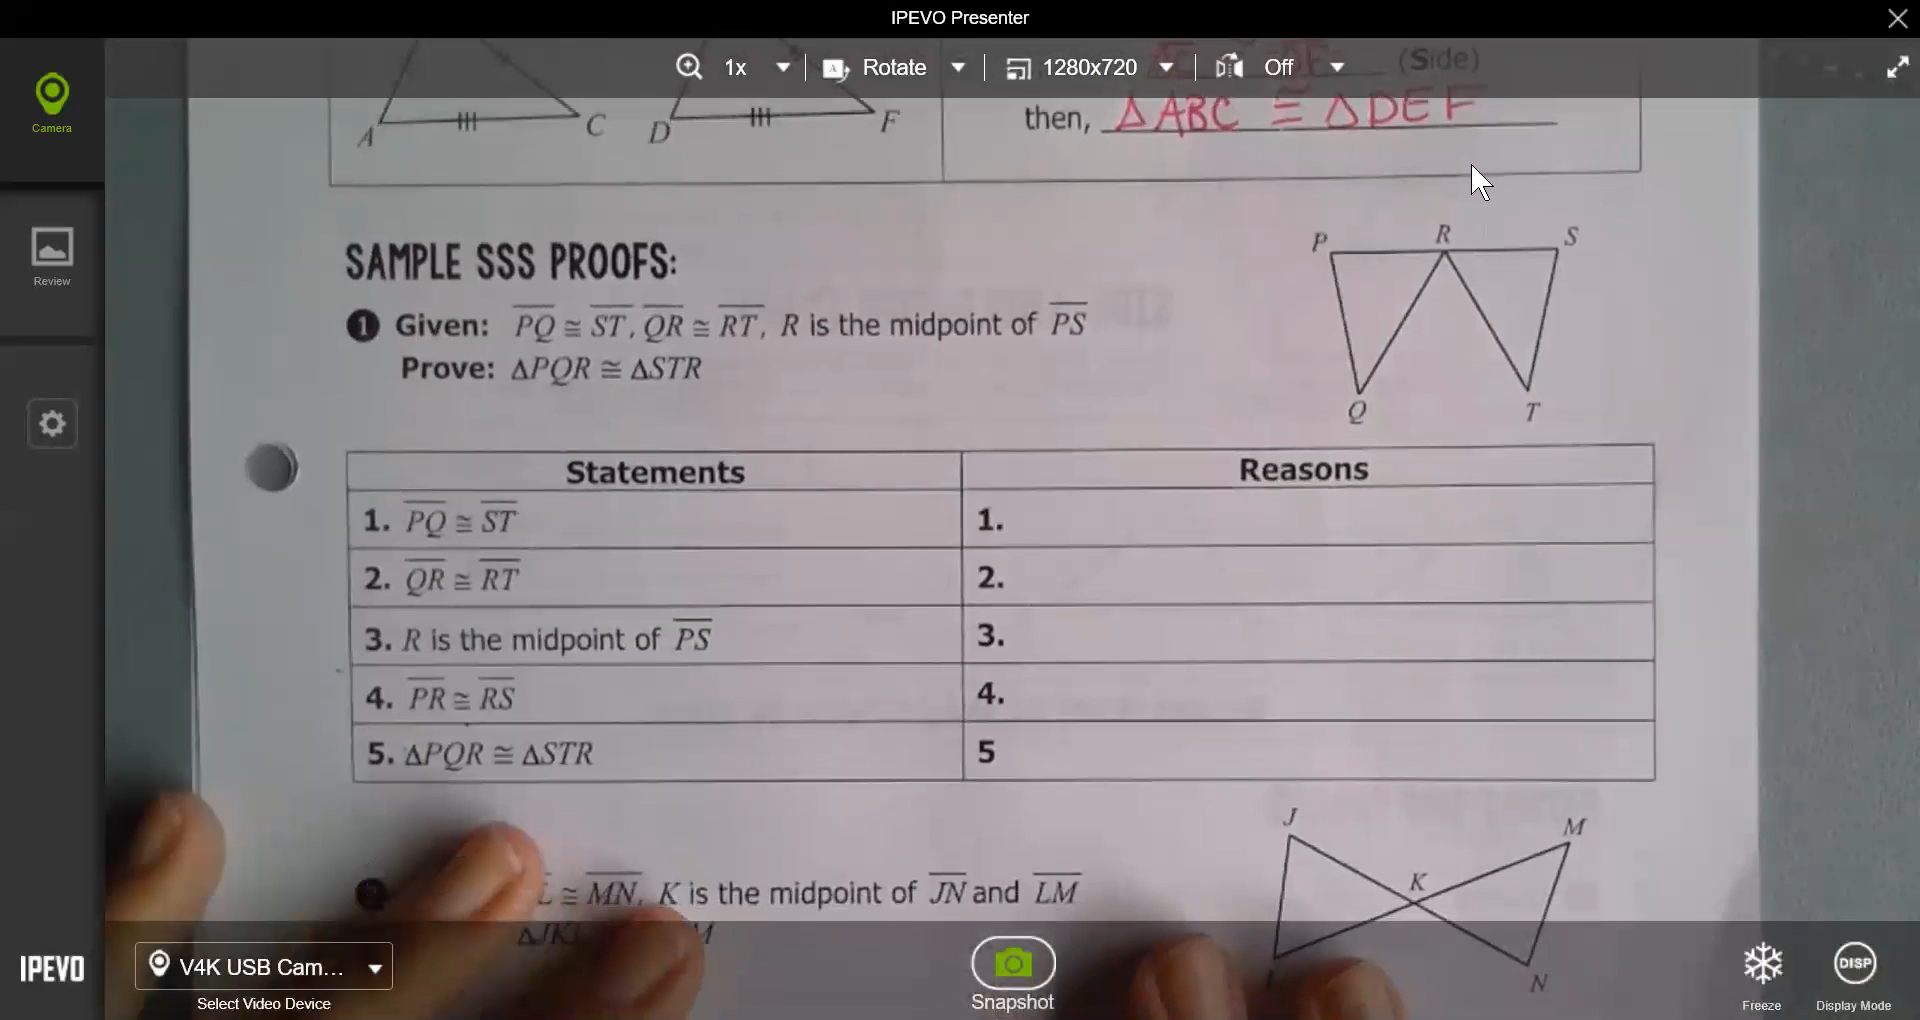 IPEVO Presenter
1x
Rotate
1280x720
Off
Camera
Review
(Side)
A C D F
then, ΔABC ≅ ΔDEF
SAMPLE SSS PROOFS:
P R S
Q T
1 Given: PQ ≅ ST, QR ≅ RT, R is the midpoint of PS
Prove: ΔPQR ≅ ΔSTR
Statements Reasons
1. PQ ≅ ST 1.
2. QR ≅ RT 2.
3. R is the midpoint of PS 3.
4. PR ≅ RS 4.
5. ΔPQR ≅ ΔSTR 5
J M
K
N
≅ MN, K is the midpoint of JN and LM
IPEVO
V4K USB Cam...
Select Video Device
Snapshot
Freeze
DISP
Display Mode